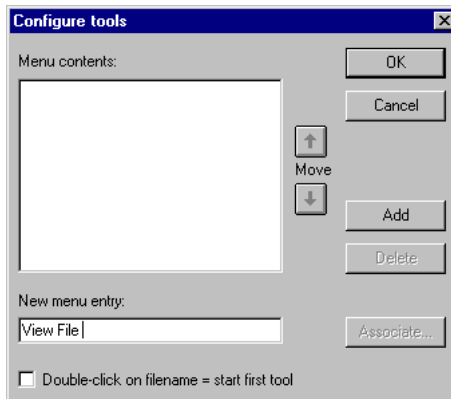 Configure tools
Menu contents:
OK
Cancel
Move
Add
Delete
New menu entry:
View File
Associate...
Double-click on filename = start first tool